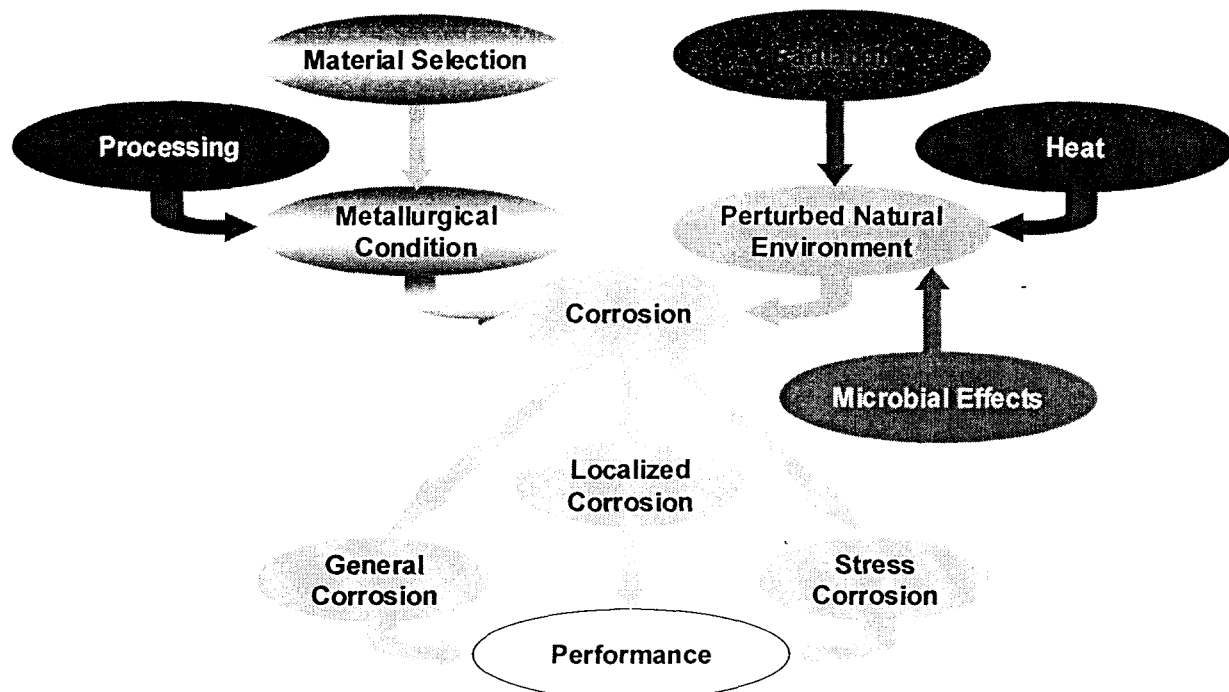 Material Selection
Radiation
Processing
Heat
Metallurgical
Condition
Perturbed Natural
Environment
Corrosion
Microbial Effects
Localized
Corrosion
General
Corrosion
Stress
Corrosion
Performance